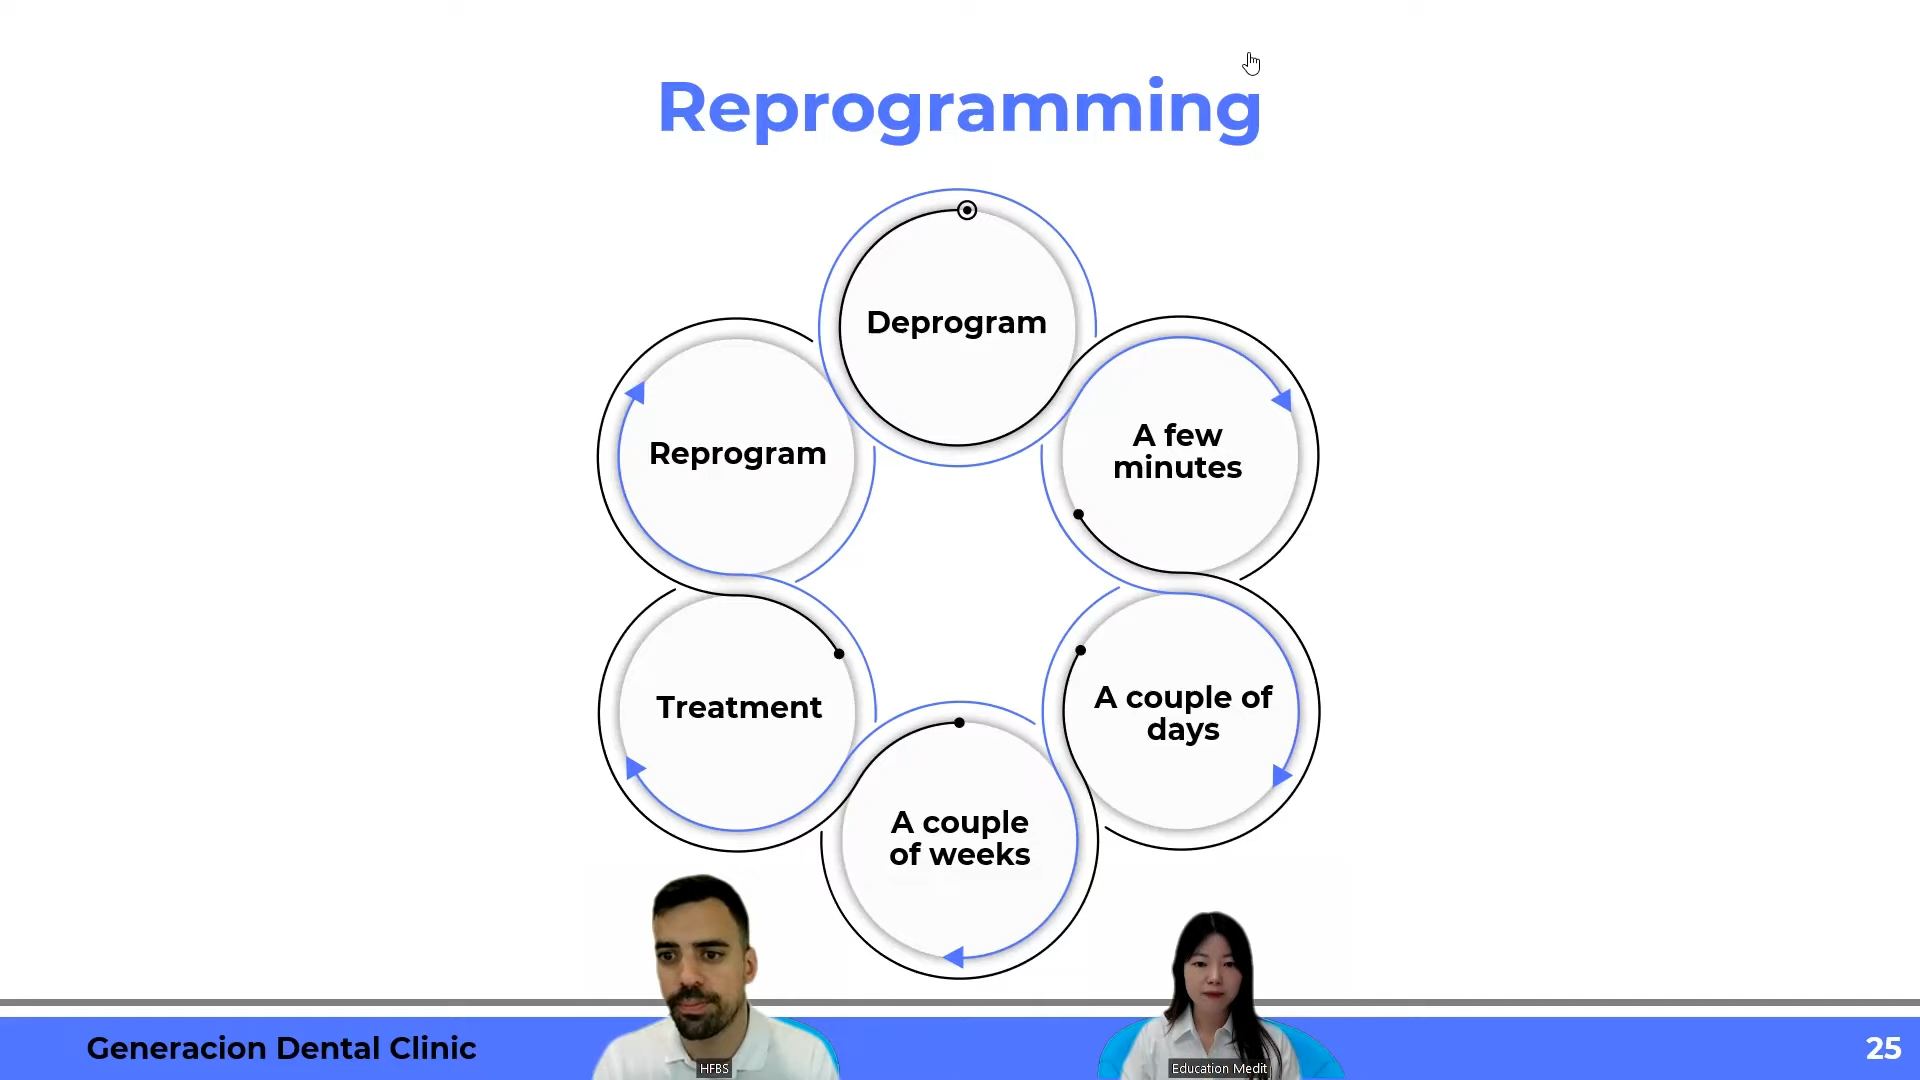 Reprogramming
Deprogram
A few
minutes
A couple of
days
A couple
of weeks
Treatment
Reprogram
Generacion Dental Clinic
HFBS
Education Medit
25